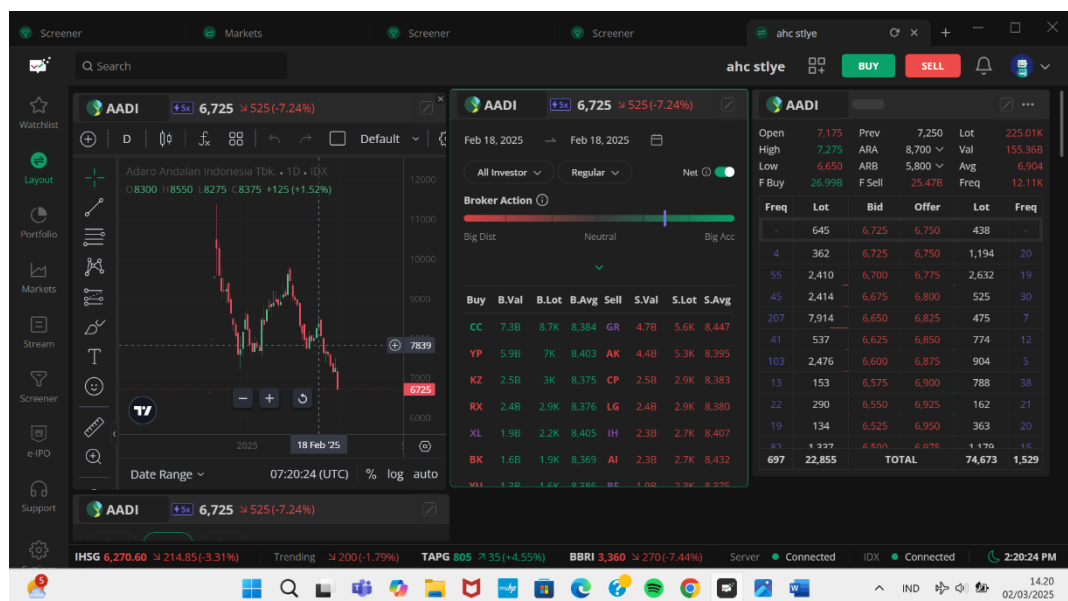 Screener Markets Screener Screener ahc stlye
Search ahc stlye BUY SELL
Watchlist
Layout
Portfolio
Markets
Stream
Screener
e-IPO
Support
AADI 5x 6,725 525 (-7.24%)
D Default
Adaro Andalan Indonesia Tbk. • 1D • IDX
O8300 H8550 L8275 C8375 +125 (+1.52%)
12000
11000
10000
9000
7839
7000
6725
6000
2025 18 Feb '25
Date Range 07:20:24 (UTC) % log auto
AADI 5x 6,725 525 (-7.24%)
AADI 5x 6,725 525 (-7.24%)
Feb 18, 2025 → Feb 18, 2025
All Investor Regular Net
Broker Action
Big Dist Neutral Big Acc
Buy B.Val B.Lot B.Avg Sell S.Val S.Lot S.Avg
CC 7.3B 8.7K 8,384 GR 4.7B 5.6K 8,447
YP 5.9B 7K 8,403 AK 4.4B 5.3K 8,395
KZ 2.5B 3K 8,375 CP 2.5B 2.9K 8,383
RX 2.4B 2.9K 8,376 LG 2.4B 2.9K 8,380
XL 1.9B 2.2K 8,405 IH 2.3B 2.7K 8,407
BK 1.6B 1.9K 8,369 AI 2.3B 2.7K 8,432
AADI
Open 7,175 Prev 7,250 Lot 225.01K
High 7,275 ARA 8,700 Val 155.36B
Low 6,650 ARB 5,800 Avg 6,904
F Buy 26.99B F Sell 25.47B Freq 12.11K
Freq Lot Bid Offer Lot Freq
- 645 6,725 6,750 438 -
4 362 6,725 6,750 1,194 20
55 2,410 6,700 6,775 2,632 19
45 2,414 6,675 6,800 525 30
207 7,914 6,650 6,825 475 7
41 537 6,625 6,850 774 12
103 2,476 6,600 6,875 904 5
13 153 6,575 6,900 788 38
22 290 6,550 6,925 162 21
19 134 6,525 6,950 363 20
82 1,337 6,500 6,975 1,179 15
697 22,855 TOTAL 74,673 1,529
IHSG 6,270.60 214.85 (-3.31%) Trending 200 (-1.79%) TAPG 805 35 (+4.55%) BBRI 3,360 270 (-7.44%) Server Connected IDX Connected 2:20:24 PM
5 IND 14.20
02/03/2025